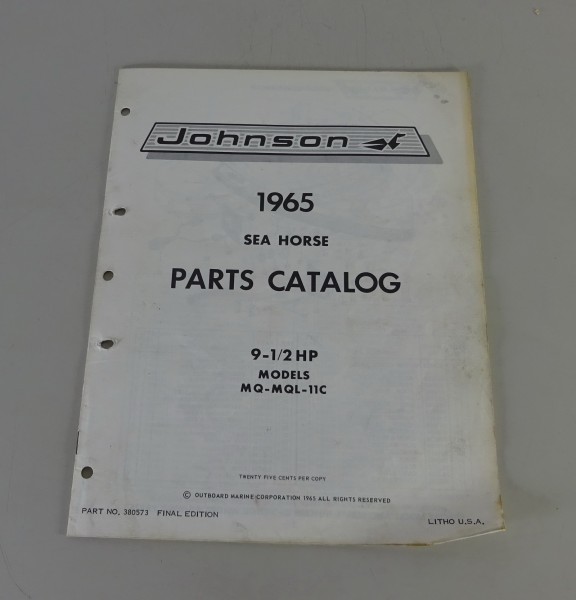 Johnson
1965
SEA HORSE
PARTS CATALOG
9-1/2 HP
MODELS
MQ-MQL-11C
TWENTY FIVE CENTS PER COPY
© OUTBOARD MARINE CORPORATION 1965 ALL RIGHTS RESERVED
PART NO. 380573 FINAL EDITION
LITHO U.S.A.